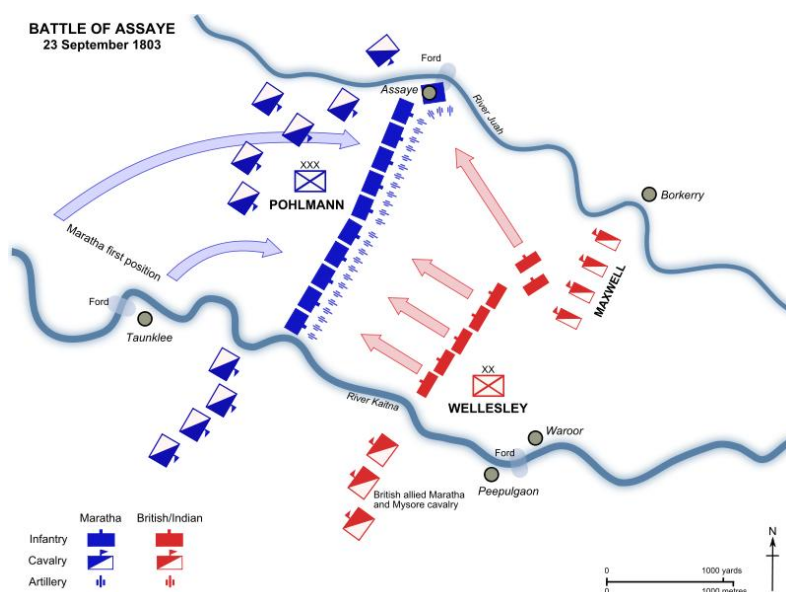 BATTLE OF ASSAYE
23 September 1803
Ford
Assaye
River Juah
XXX
POHLMANN
Borkerry
Maratha first position
MAXWELL
Ford
Taunklee
River Kaitna
XX
WELLESLEY
Waroor
Ford
Peepulgaon
British allied Maratha
and Mysore cavalry
Maratha British/Indian
Infantry
Cavalry
Artillery
N
0 1000 yards
0 1000 metres